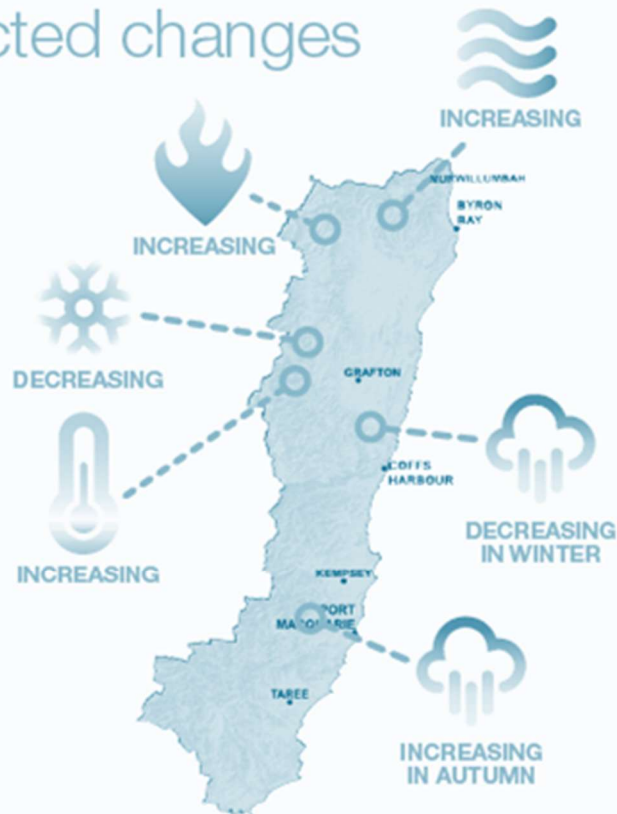 cted changes
INCREASING
MURWILLUMBAH
BYRON
BAY
INCREASING
DECREASING
GRAFTON
COFFS
HARBOUR
DECREASING
IN WINTER
INCREASING
KEMPSEY
PORT
MACQUARIE
TAREE
INCREASING
IN AUTUMN